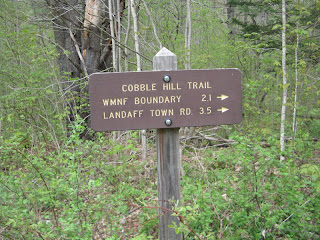 COBBLE HILL TRAIL
WMNF BOUNDARY 2.1 →
LANDAFF TOWN RD. 3.5 →